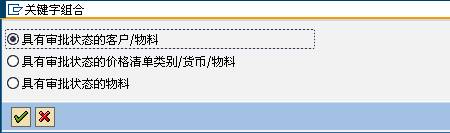 关键字组合
具有审批状态的客户/物料
具有审批状态的价格清单类别/货币/物料
具有审批状态的物料